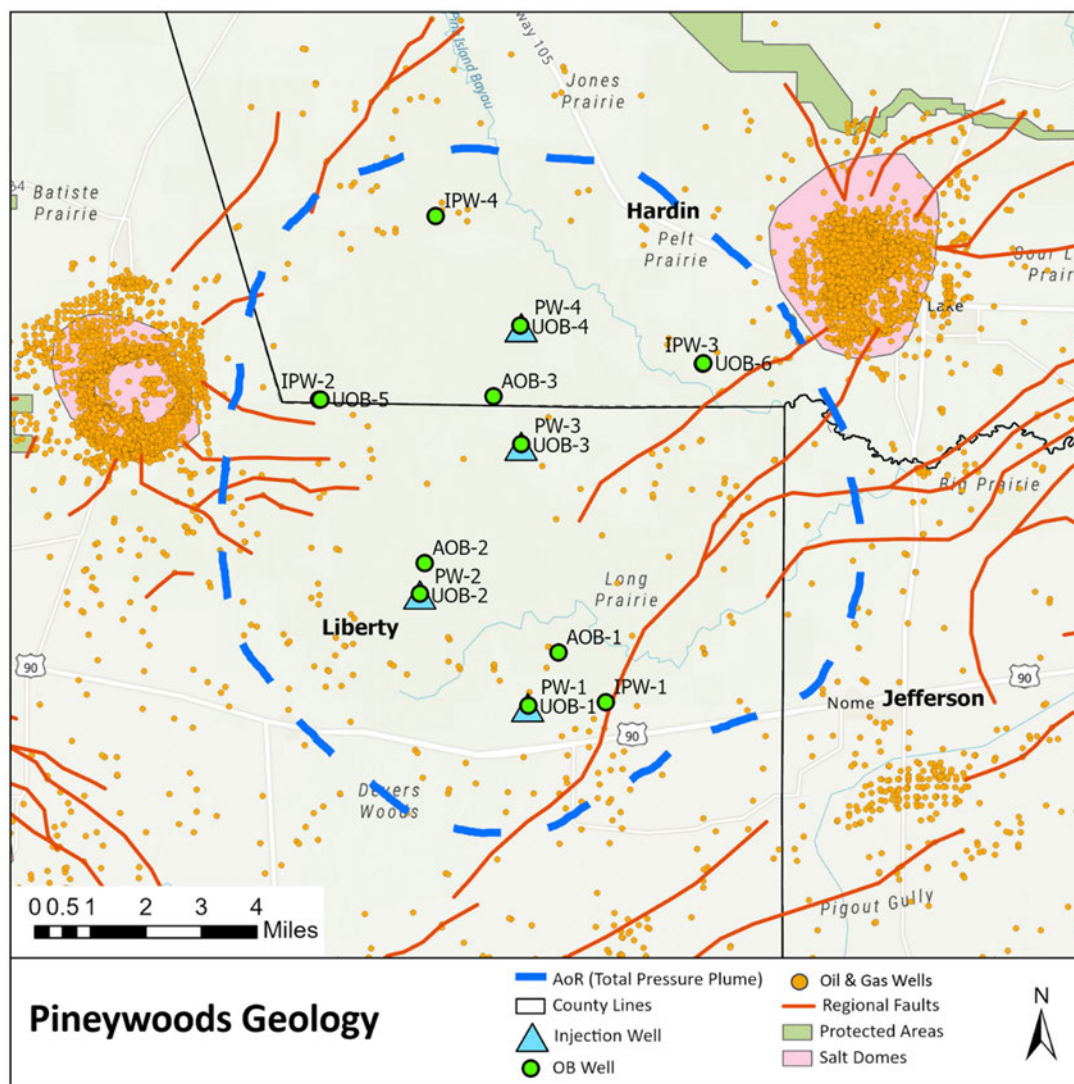 Pine Island Bayou
Jones
Prairie
Batiste
Prairie
IPW-4
Hardin
Pelt
Prairie
PW-4
UOB-4
Lake
IPW-3
UOB-6
IPW-2
UOB-5
AOB-3
PW-3
UOB-3
Big Prairie
AOB-2
PW-2
UOB-2
Long
Prairie
Liberty
AOB-1
90
PW-1
UOB-1
IPW-1
90
Nome
Jefferson
90
Devers
Woods
Pigout Gully
0 0.5 1 2 3 4
Miles
Pineywoods Geology
AoR (Total Pressure Plume)
County Lines
Injection Well
OB Well
Oil & Gas Wells
Regional Faults
Protected Areas
Salt Domes
N